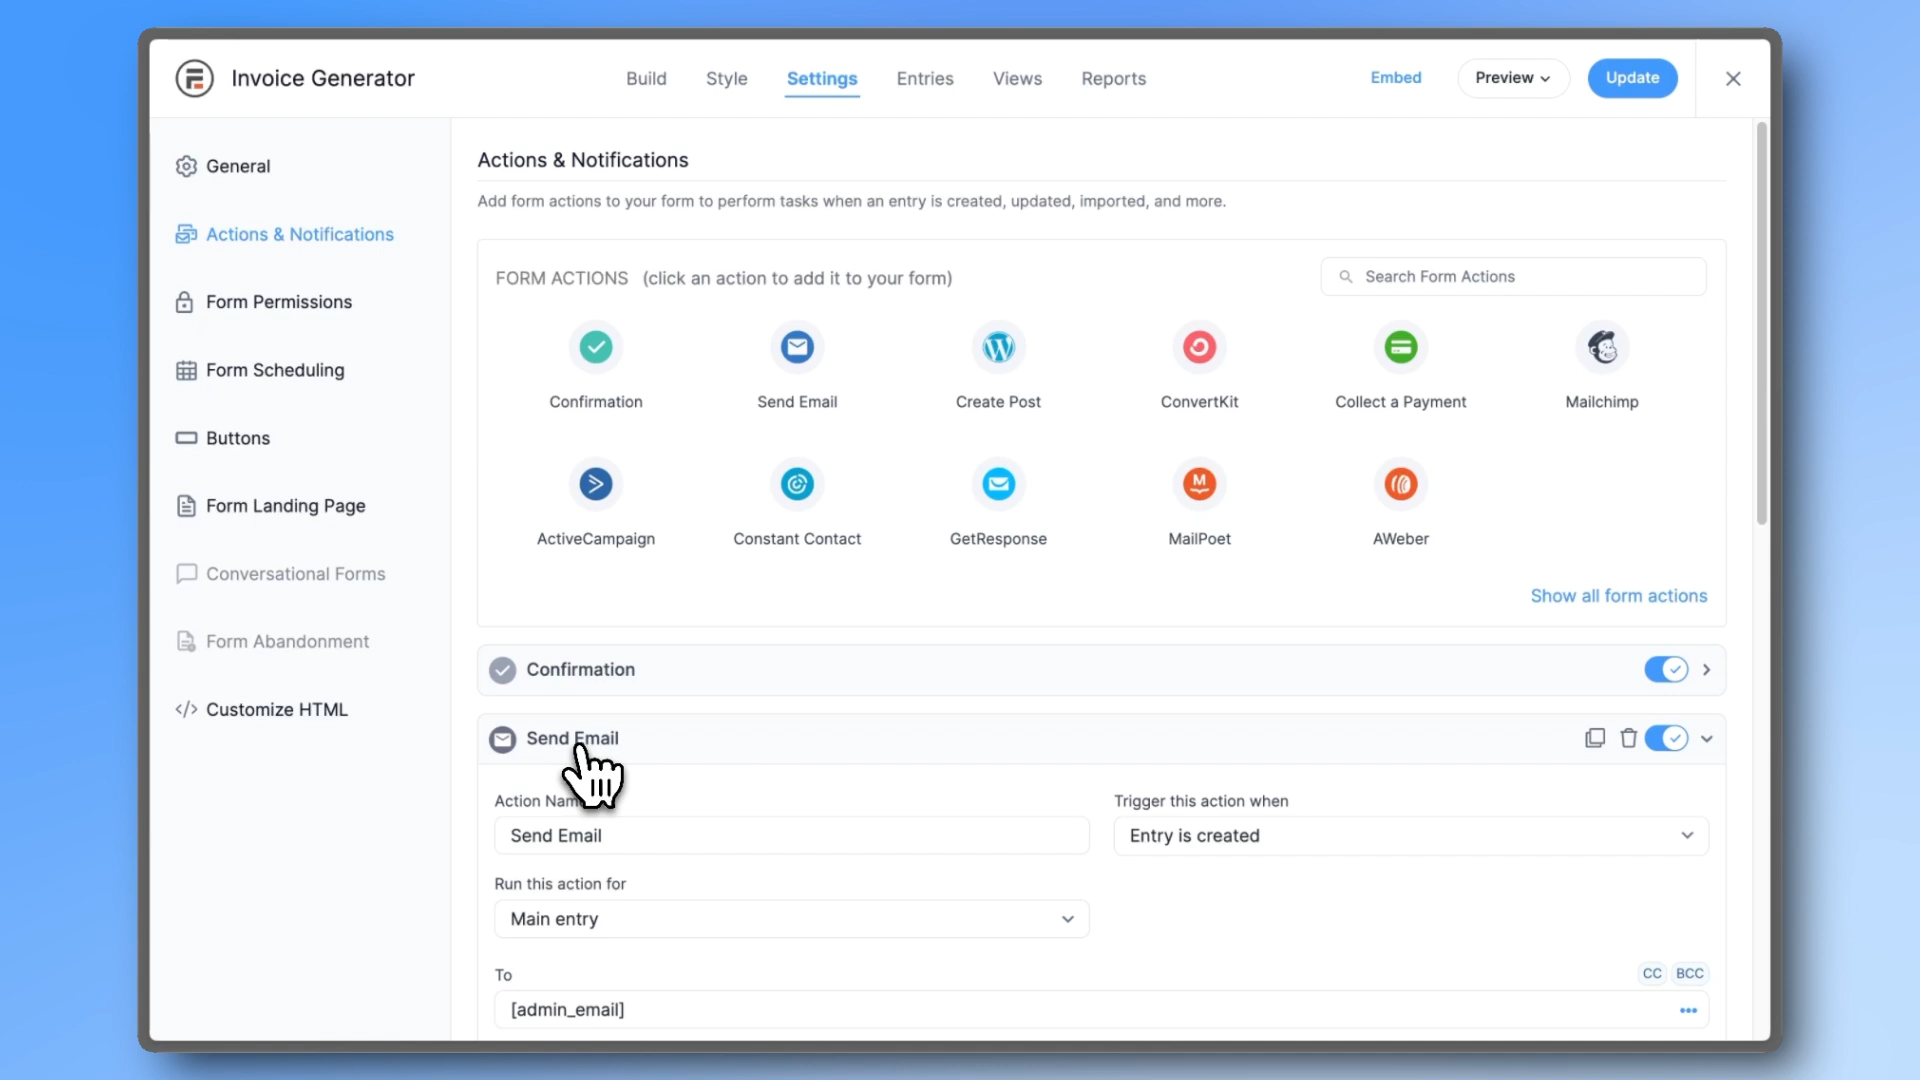 Invoice Generator
Build Style Settings Entries Views Reports
Embed Preview Update
General
Actions & Notifications
Form Permissions
Form Scheduling
Buttons
Form Landing Page
Conversational Forms
Form Abandonment
Customize HTML
Actions & Notifications
Add form actions to your form to perform tasks when an entry is created, updated, imported, and more.
FORM ACTIONS (click an action to add it to your form)
Search Form Actions
Confirmation Send Email Create Post ConvertKit Collect a Payment Mailchimp
ActiveCampaign Constant Contact GetResponse MailPoet AWeber
Show all form actions
Confirmation
Send Email
Action Name
Trigger this action when
Send Email
Entry is created
Run this action for
Main entry
To
CC BCC
[admin_email]